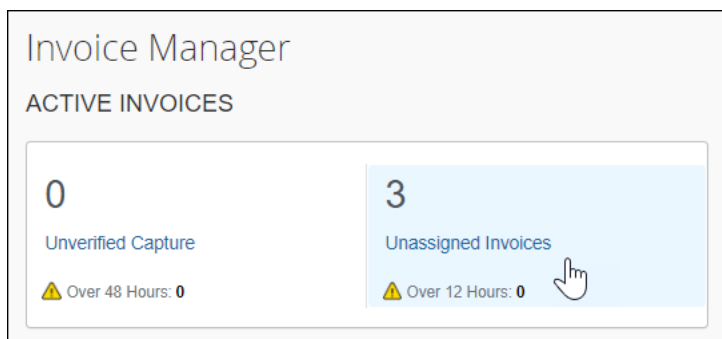 Invoice Manager
ACTIVE INVOICES
0
Unverified Capture
Over 48 Hours: 0
3
Unassigned Invoices
Over 12 Hours: 0